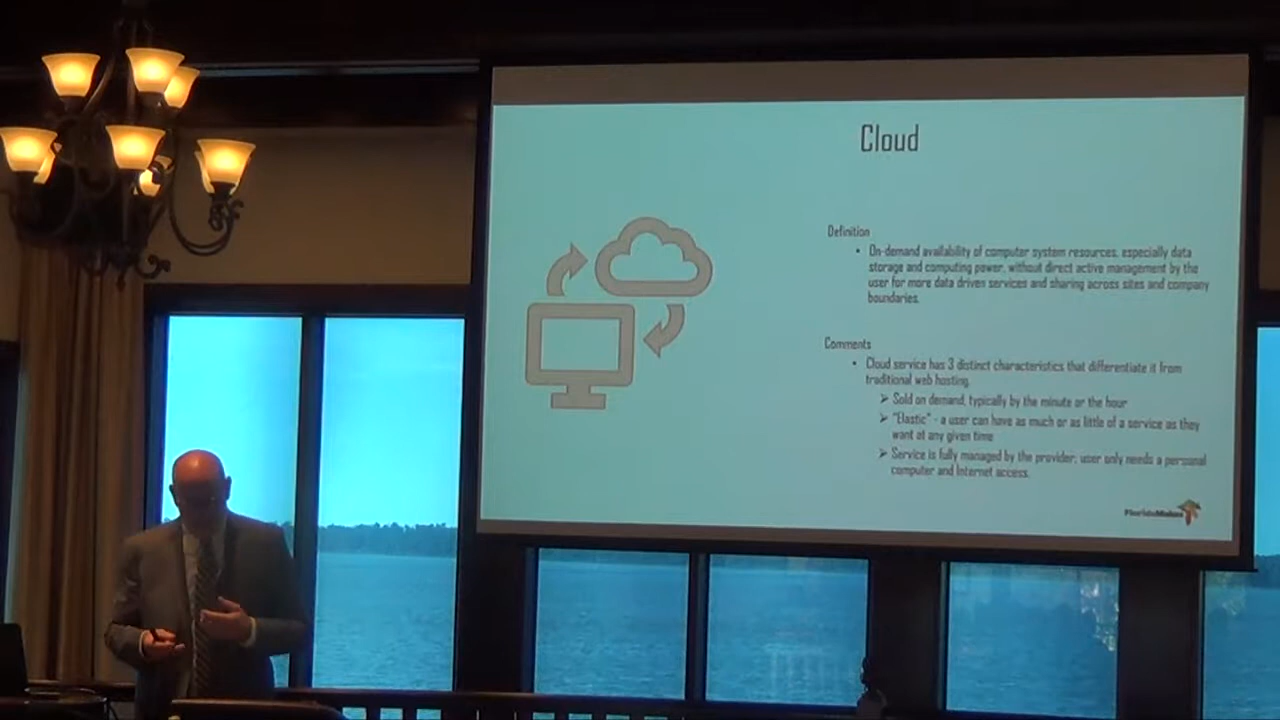 Cloud
Definition
• On-demand availability of computer system resources, especially data
storage and computing power, without direct active management by the
user for more data driven services and sharing across sites and company
boundaries.
Comments
• Cloud service has 3 distinct characteristics that differentiate it from
traditional web hosting.
➢ Sold on demand, typically by the minute or the hour
➢ "Elastic" - a user can have as much or as little of a service as they
want at any given time
➢ Service is fully managed by the provider; user only needs a personal
computer and Internet access.
FloridaMakes